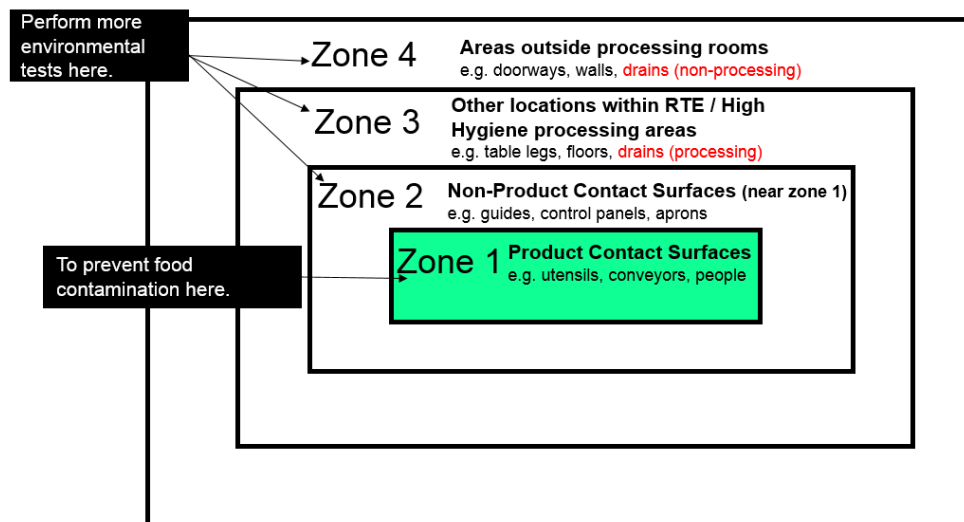 Perform more
environmental
tests here.
Zone 4
Areas outside processing rooms
e.g. doorways, walls, drains (non-processing)
Zone 3
Other locations within RTE / High
Hygiene processing areas
e.g. table legs, floors, drains (processing)
Zone 2
Non-Product Contact Surfaces (near zone 1)
e.g. guides, control panels, aprons
To prevent food
contamination here.
Zone 1
Product Contact Surfaces
e.g. utensils, conveyors, people